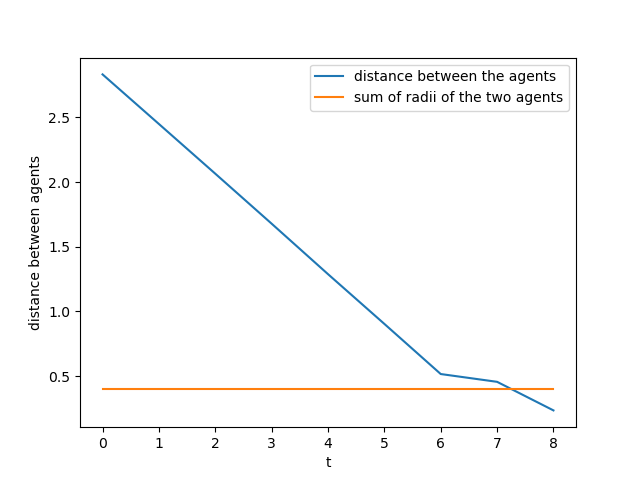 distance between the agents
sum of radii of the two agents
distance between agents
2.5
2.0
1.5
1.0
0.5
0 1 2 3 4 5 6 7 8
t